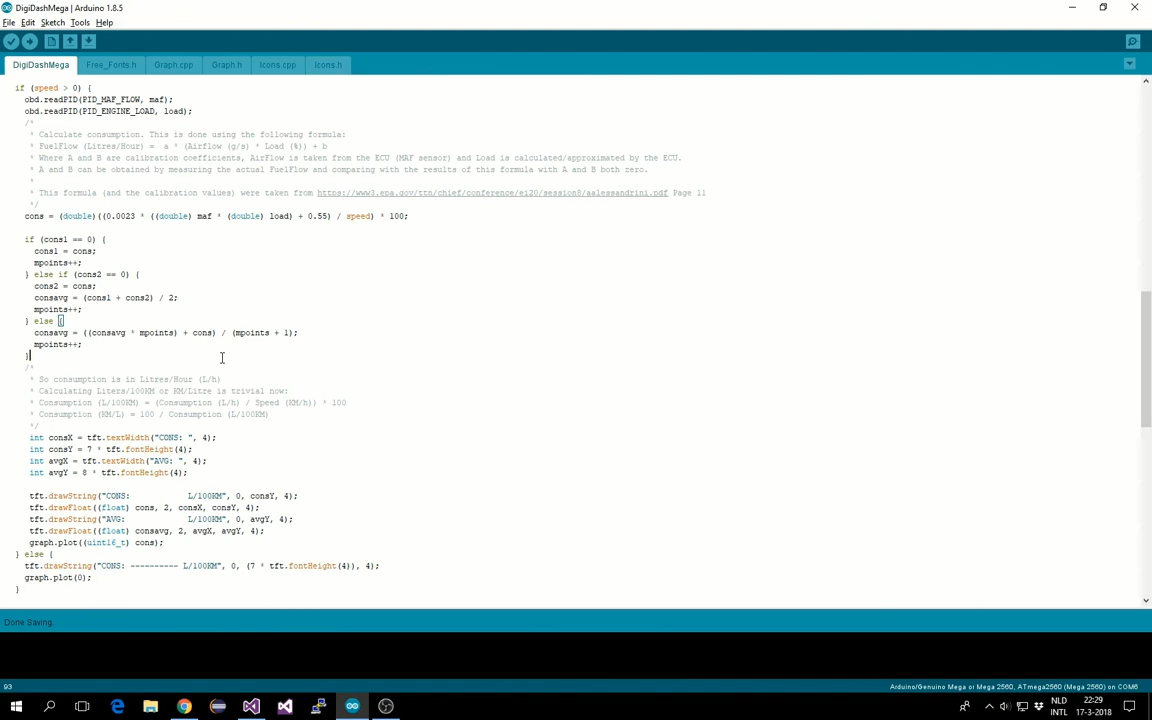 DigiDashMega | Arduino 1.8.5
File Edit Sketch Tools Help
DigiDashMega Free_Fonts.h Graph.cpp Graph.h Icons.cpp Icons.h
if (speed > 0) {
obd.readPID(PID_MAF_FLOW, maf);
obd.readPID(PID_ENGINE_LOAD, load);
/*
* Calculate consumption. This is done using the following formula:
* FuelFlow (Litres/Hour) = a * (Airflow (g/s) * Load (%)) + b
* Where A and B are calibration coefficients, AirFlow is taken from the ECU (MAF sensor) and Load is calculated/approximated by the ECU.
* A and B can be obtained by measuring the actual FuelFlow and comparing with the results of this formula with A and B both zero.
*
* This formula (and the calibration values) were taken from https://www3.epa.gov/ttn/chief/conference/ei20/session8/aalessandrini.pdf Page 11
*/
cons = (double)((0.0023 * ((double) maf * (double) load) + 0.55) / speed) * 100;
if (cons1 == 0) {
cons1 = cons;
mpoints++;
} else if (cons2 == 0) {
cons2 = cons;
consavg = (cons1 + cons2) / 2;
mpoints++;
} else {
consavg = ((consavg * mpoints) + cons) / (mpoints + 1);
mpoints++;
}
/*
* So consumption is in Litres/Hour (L/h)
* Calculating Liters/100KM or KM/Litre is trivial now:
* Consumption (L/100KM) = (Consumption (L/h) / Speed (KM/h)) * 100
* Consumption (KM/L) = 100 / Consumption (L/100KM)
*/
int consX = tft.textWidth("CONS: ", 4);
int consY = 7 * tft.fontHeight(4);
int avgX = tft.textWidth("AVG: ", 4);
int avgY = 8 * tft.fontHeight(4);
tft.drawString("CONS:            L/100KM", 0, consY, 4);
tft.drawFloat((float) cons, 2, consX, consY, 4);
tft.drawString("AVG:             L/100KM", 0, avgY, 4);
tft.drawFloat((float) consavg, 2, avgX, avgY, 4);
graph.plot((uint16_t) cons);
} else {
tft.drawString("CONS: ---------- L/100KM", 0, (7 * tft.fontHeight(4)), 4);
graph.plot(0);
}
Done Saving.
93 Arduino/Genuino Mega or Mega 2560, ATmega2560 (Mega 2560) on COM6
NLD 22:29
INTL 17-3-2018